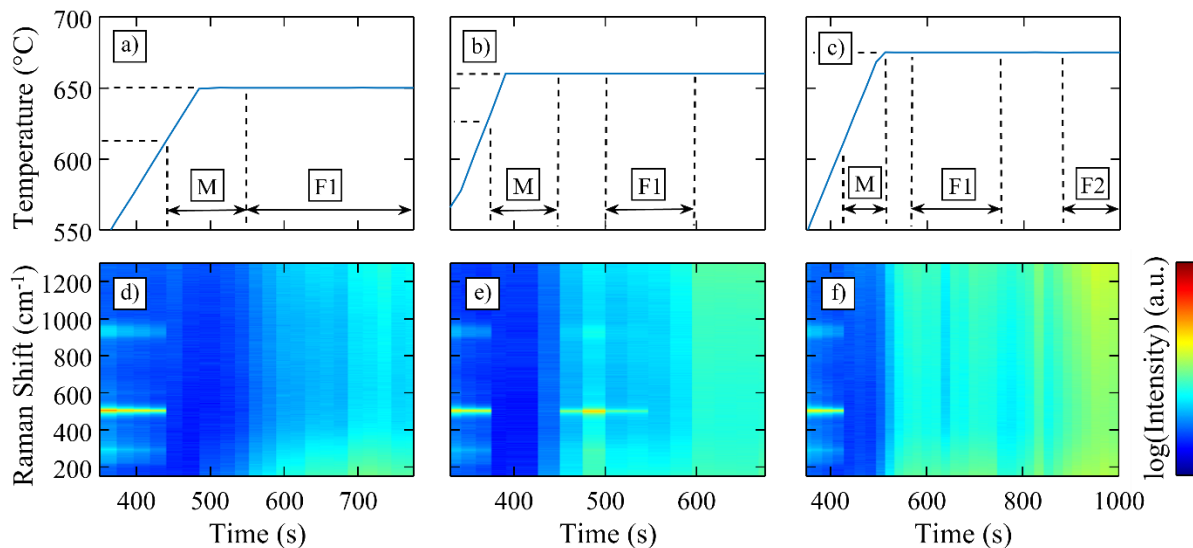 700
650
600
550
Temperature (°C)
a)
M
F1
b)
M
F1
c)
M
F1
F2
1200
1000
800
600
400
200
Raman Shift (cm⁻¹)
d)
e)
f)
400 500 600 700
Time (s)
400 500 600
Time (s)
400 600 800 1000
Time (s)
log(Intensity) (a.u.)